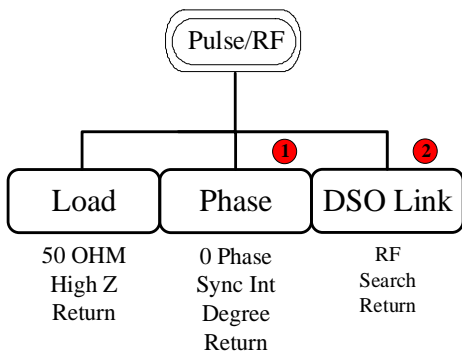 Pulse/RF
1
2
Load
Phase
DSO Link
50 OHM
High Z
Return
0 Phase
Sync Int
Degree
Return
RF
Search
Return